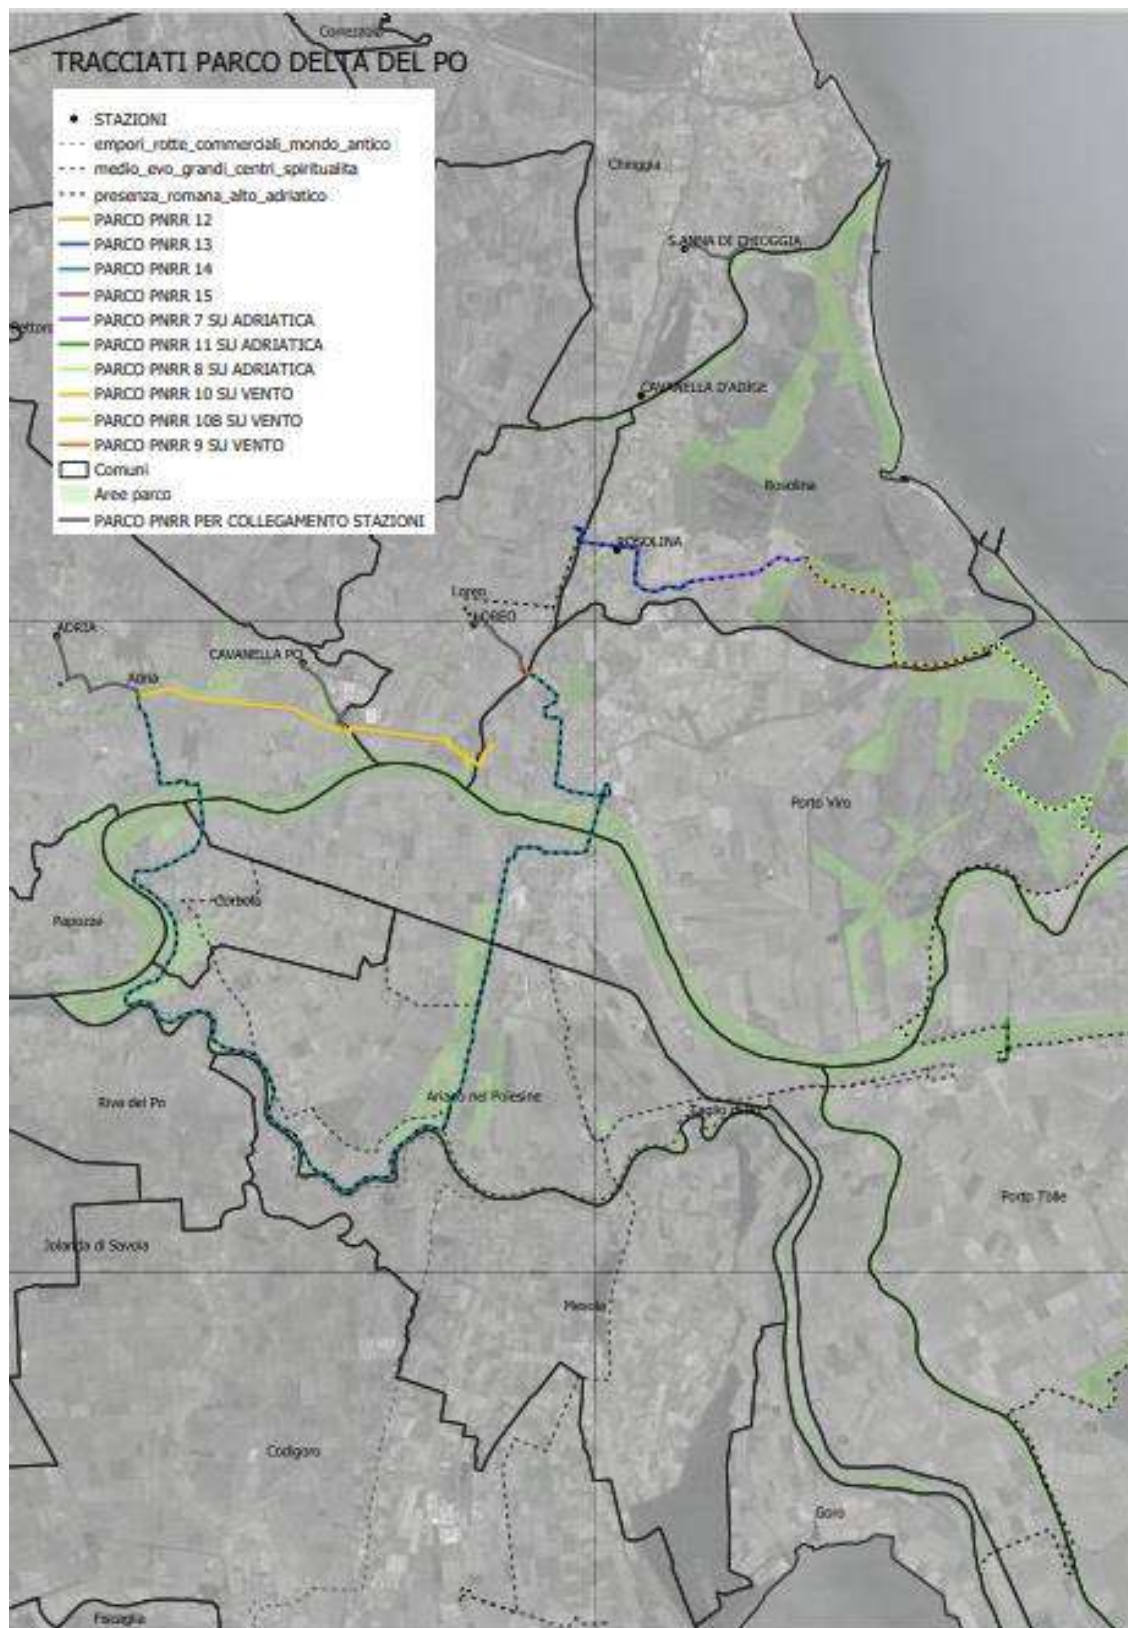 TRACCIATI PARCO DELTA DEL PO
STAZIONI
empori_rotte_commerciali_mondo_antico
medio_evo_grandi_centri_spiritualita
presenza_romana_alto_adriatico
PARCO PNRR 12
PARCO PNRR 13
PARCO PNRR 14
PARCO PNRR 15
PARCO PNRR 7 SU ADRIATICA
PARCO PNRR 11 SU ADRIATICA
PARCO PNRR 8 SU ADRIATICA
PARCO PNRR 10 SU VENTO
PARCO PNRR 10B SU VENTO
PARCO PNRR 9 SU VENTO
Comuni
Aree parco
PARCO PNRR PER COLLEGAMENTO STAZIONI
Chioggia
S.ANNA DI CHIOGGIA
CAVANELLA D'ADIGE
Rosolina
ROSOLINA
Loreo
LOREO
ADRIA
CAVANELLA PO
Adria
Porto Viro
Corbola
Papozze
Riva del Po
Ariano nel Polesine
Taglio di Po
Porto Tolle
Jolanda di Savoia
Mesola
Codigoro
Goro
Fiscaglia